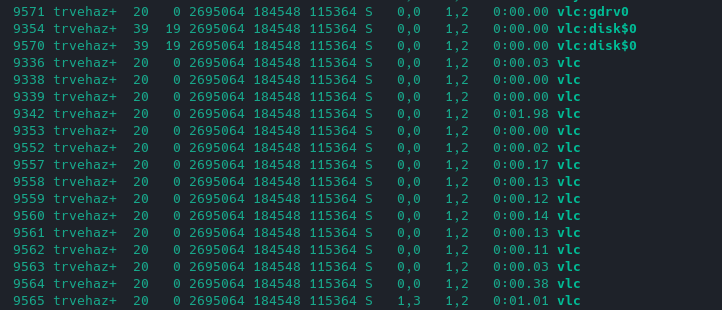 9571 trvehaz+ 20 0 2695064 184548 115364 S 0,0 1,2 0:00.00 vlc:gdrv0
9354 trvehaz+ 39 19 2695064 184548 115364 S 0,0 1,2 0:00.00 vlc:disk$0
9570 trvehaz+ 39 19 2695064 184548 115364 S 0,0 1,2 0:00.00 vlc:disk$0
9336 trvehaz+ 20 0 2695064 184548 115364 S 0,0 1,2 0:00.03 vlc
9338 trvehaz+ 20 0 2695064 184548 115364 S 0,0 1,2 0:00.00 vlc
9339 trvehaz+ 20 0 2695064 184548 115364 S 0,0 1,2 0:00.00 vlc
9342 trvehaz+ 20 0 2695064 184548 115364 S 0,0 1,2 0:01.98 vlc
9353 trvehaz+ 20 0 2695064 184548 115364 S 0,0 1,2 0:00.00 vlc
9552 trvehaz+ 20 0 2695064 184548 115364 S 0,0 1,2 0:00.02 vlc
9557 trvehaz+ 20 0 2695064 184548 115364 S 0,0 1,2 0:00.17 vlc
9558 trvehaz+ 20 0 2695064 184548 115364 S 0,0 1,2 0:00.13 vlc
9559 trvehaz+ 20 0 2695064 184548 115364 S 0,0 1,2 0:00.12 vlc
9560 trvehaz+ 20 0 2695064 184548 115364 S 0,0 1,2 0:00.14 vlc
9561 trvehaz+ 20 0 2695064 184548 115364 S 0,0 1,2 0:00.13 vlc
9562 trvehaz+ 20 0 2695064 184548 115364 S 0,0 1,2 0:00.11 vlc
9563 trvehaz+ 20 0 2695064 184548 115364 S 0,0 1,2 0:00.03 vlc
9564 trvehaz+ 20 0 2695064 184548 115364 S 0,0 1,2 0:00.38 vlc
9565 trvehaz+ 20 0 2695064 184548 115364 S 1,3 1,2 0:01.01 vlc